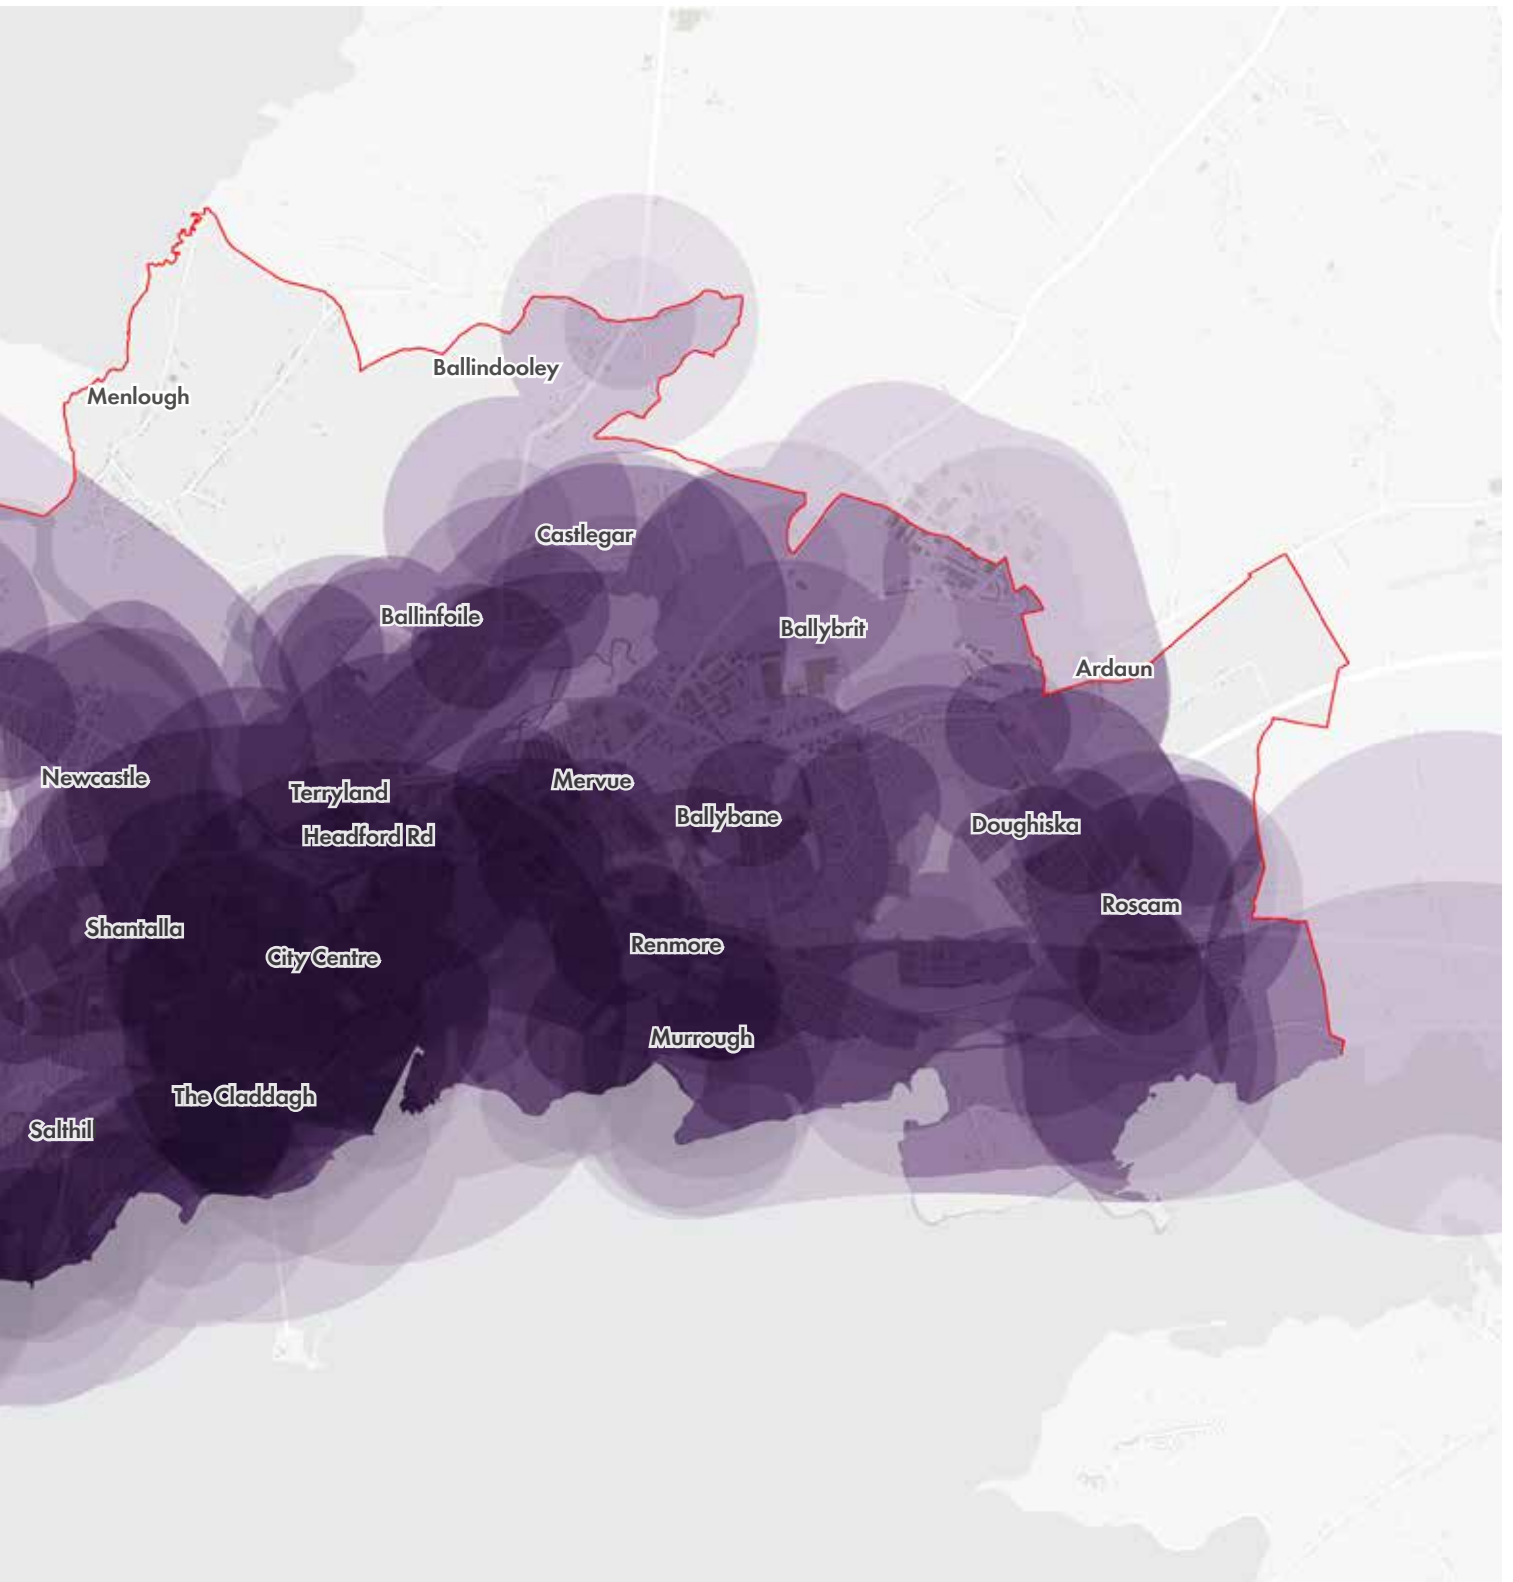 Ballindooley
Menlough
Castlegar
Ballinfoile
Ballybrit
Ardaun
Newcastle
Terryland
Mervue
Ballybane
Doughiska
Headford Rd
Roscam
Shantalla
Renmore
City Centre
Murrough
The Claddagh
Salthil